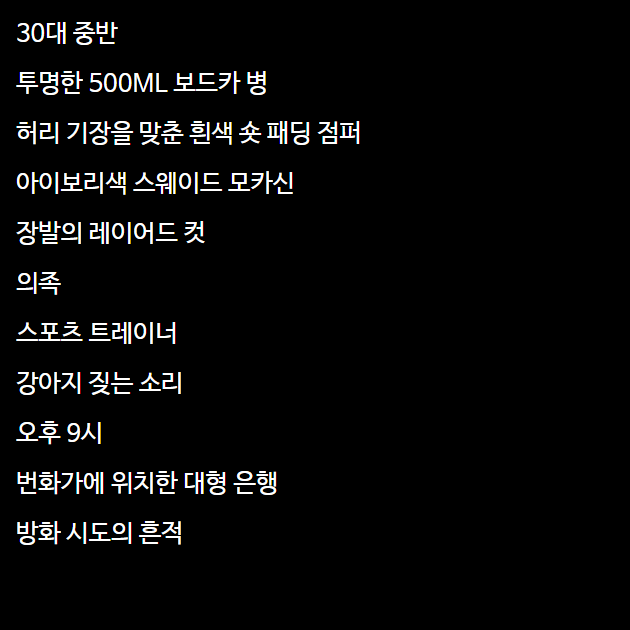 30대 중반
투명한 500ML 보드카 병
허리 기장을 맞춘 흰색 숏 패딩 점퍼
아이보리색 스웨이드 모카신
장발의 레이어드 컷
의족
스포츠 트레이너
강아지 짖는 소리
오후 9시
번화가에 위치한 대형 은행
방화 시도의 흔적